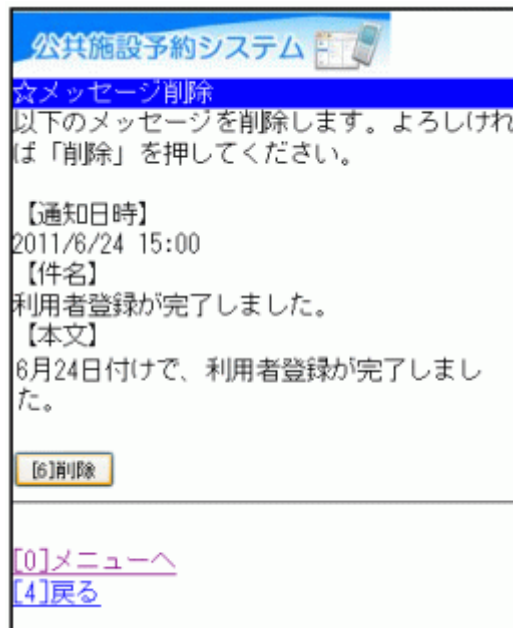 公共施設予約システム
☆メッセージ削除
以下のメッセージを削除します。よろしけれ
ば「削除」を押してください。
【通知日時】
2011/6/24 15:00
【件名】
利用者登録が完了しました。
【本文】
6月24日付けで、利用者登録が完了しまし
た。
[6]削除
[0]メニューへ
[4]戻る